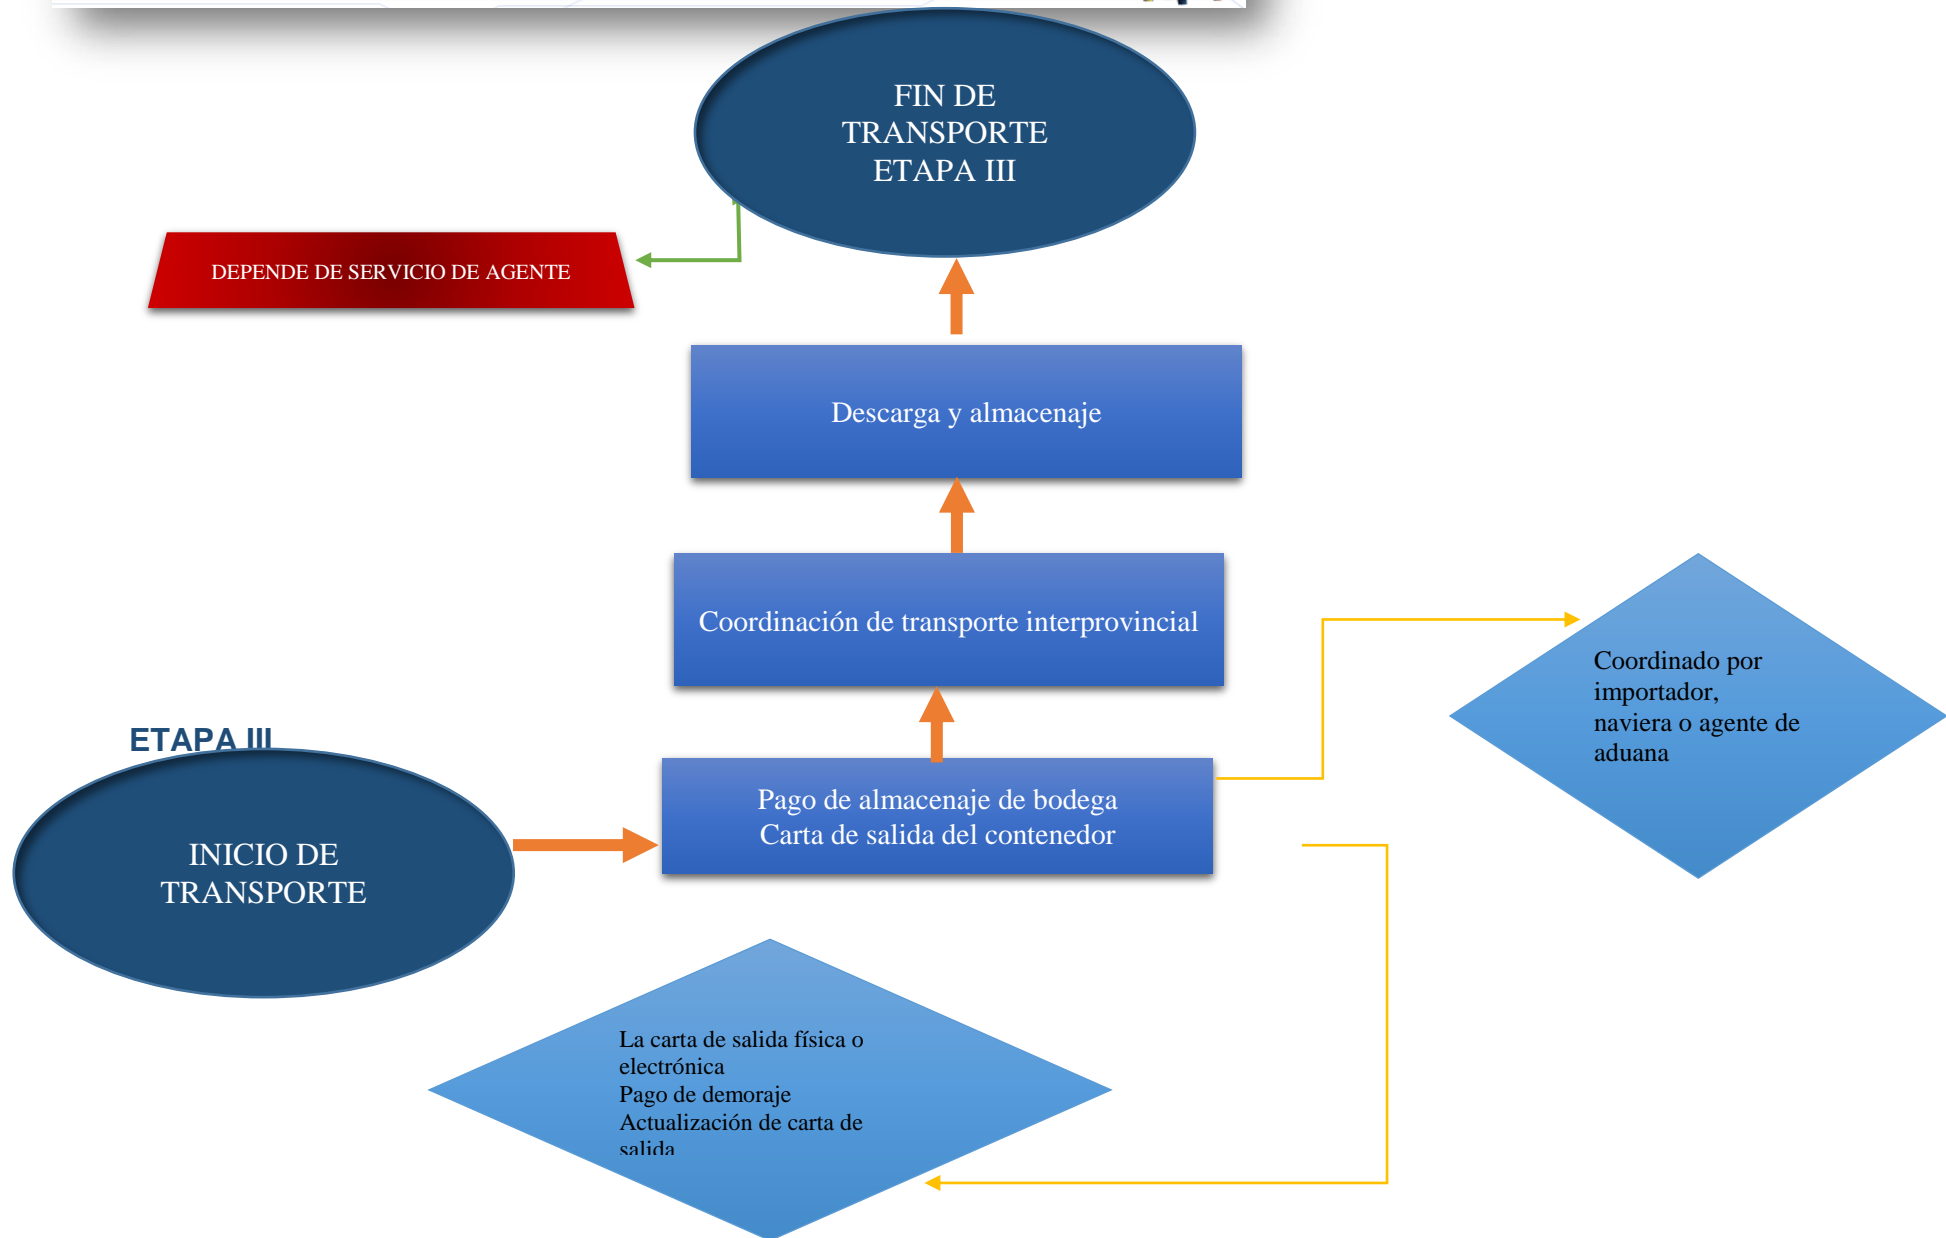 FIN DE
TRANSPORTE
ETAPA III
DEPENDE DE SERVICIO DE AGENTE
Descarga y almacenaje
Coordinación de transporte interprovincial
Coordinado por
importador,
naviera o agente de
aduana
ETAPA III
Pago de almacenaje de bodega
Carta de salida del contenedor
INICIO DE
TRANSPORTE
La carta de salida física o
electrónica
Pago de demoraje
Actualización de carta de
salida